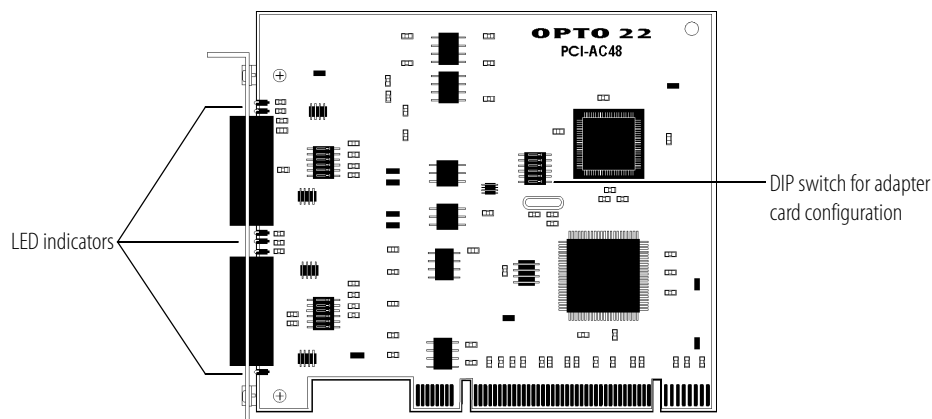 OPTO 22
PCI-AC48
LED indicators
DIP switch for adapter
card configuration